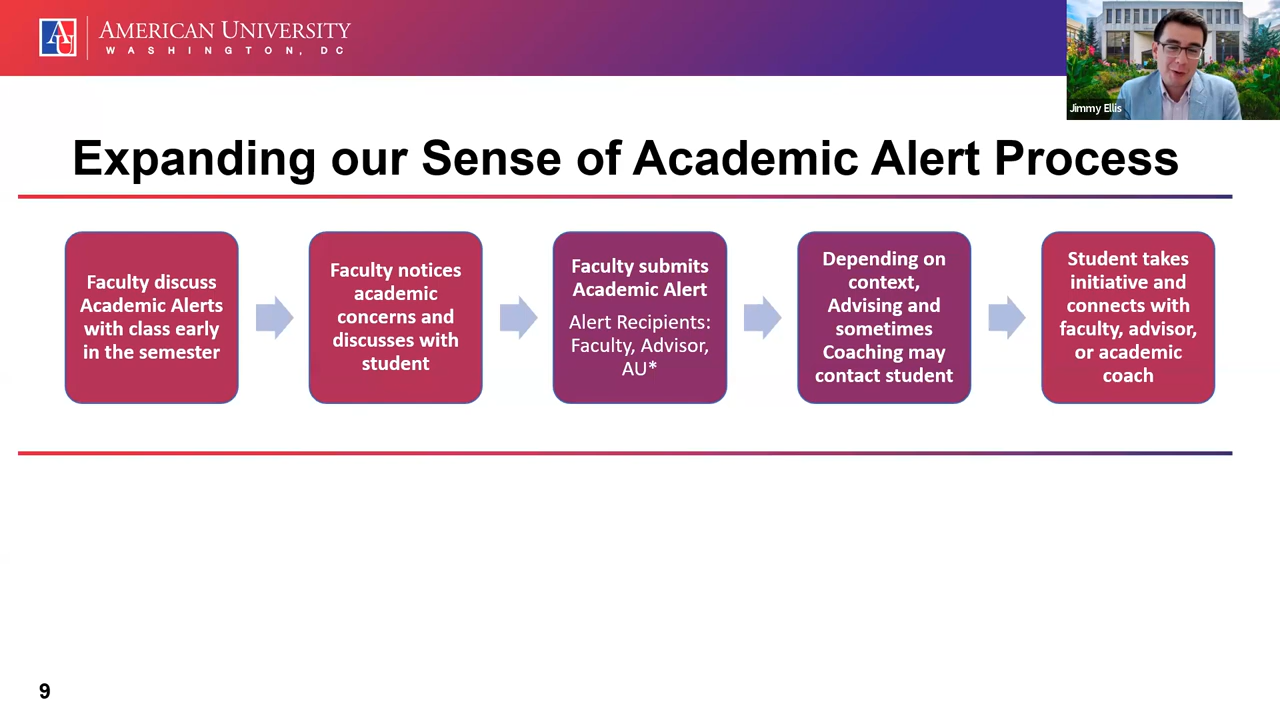 AU
AMERICAN UNIVERSITY
WASHINGTON, DC
Jimmy Ellis
Expanding our Sense of Academic Alert Process
Faculty discuss
Academic Alerts
with class early
in the semester
Faculty notices
academic
concerns and
discusses with
student
Faculty submits
Academic Alert
Alert Recipients:
Faculty, Advisor,
AU*
Depending on
context,
Advising and
sometimes
Coaching may
contact student
Student takes
initiative and
connects with
faculty, advisor,
or academic
coach
9